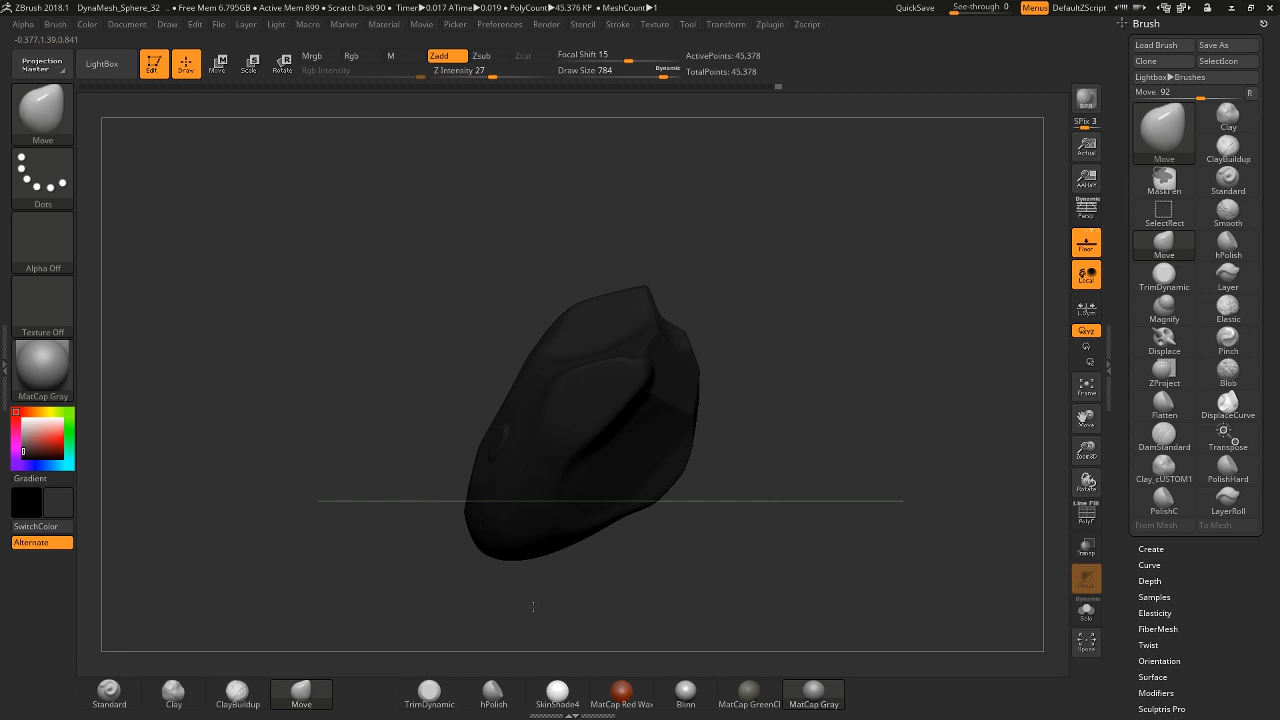 ZBrush 2018.1 DynaMesh_Sphere_32 .. • Free Mem 6.795GB • Active Mem 899 • Scratch Disk 90 • Timer▶0.017 ATime▶0.019 • PolyCount▶45.376 KP • MeshCount▶1 QuickSave See-through 0 Menus DefaultZScript
Alpha Brush Color Document Draw Edit File Layer Light Macro Marker Material Movie Picker Preferences Render Stencil Stroke Texture Tool Transform Zplugin Zscript
-0.377,1.39,0.841
Projection
Master
LightBox
Edit
Draw
Move
Scale
Rotate
Mrgb Rgb M
Rgb Intensity
Zadd Zsub Zcut
Z Intensity 27
Focal Shift 15
Draw Size 784
Dynamic
ActivePoints: 45,378
TotalPoints: 45,378
Move
Dots
Alpha Off
Texture Off
MatCap Gray
Gradient
SwitchColor
Alternate
BPR
SPix 3
Actual
AAHalf
Dynamic
Persp
Floor
Local
L.Sym
XYZ
Frame
Move
Zoom3D
Rotate
Line Fill
PolyF
Transp
Ghost
Dynamic
Solo
Xpose
Brush
Load Brush Save As
Clone SelectIcon
Lightbox▶Brushes
Move. 92 R
Move
Clay
ClayBuildup
MaskPen Standard
SelectRect Smooth
Move hPolish
TrimDynamic Layer
Magnify Elastic
Displace Pinch
ZProject Blob
Flatten DisplaceCurve
DamStandard Transpose
Clay_cUSTOM1 PolishHard
PolishC LayerRoll
From Mesh To Mesh
Create
Curve
Depth
Samples
Elasticity
FiberMesh
Twist
Orientation
Surface
Modifiers
Sculptris Pro
Standard Clay ClayBuildup Move TrimDynamic hPolish SkinShade4 MatCap Red Wax Blinn MatCap GreenCl MatCap Gray